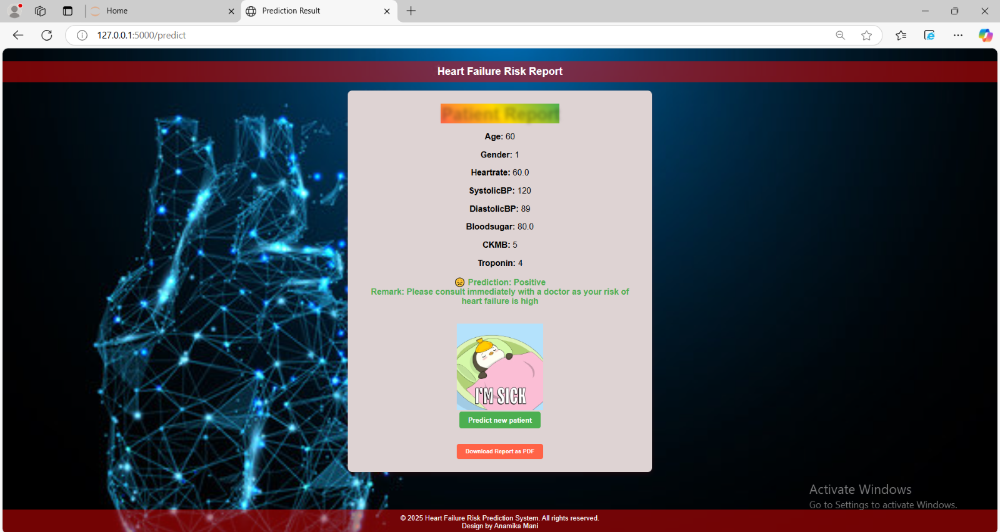 Home
Prediction Result
127.0.0.1:5000/predict
Heart Failure Risk Report
Patient Report
Age: 60
Gender: 1
Heartrate: 60.0
SystolicBP: 120
DiastolicBP: 89
Bloodsugar: 80.0
CKMB: 5
Troponin: 4
😞 Prediction: Positive
Remark: Please consult immediately with a doctor as your risk of
heart failure is high
I'M SICK
Predict new patient
Download Report as PDF
Activate Windows
Go to Settings to activate Windows.
© 2025 Heart Failure Risk Prediction System. All rights reserved.
Design by Anamika Mani